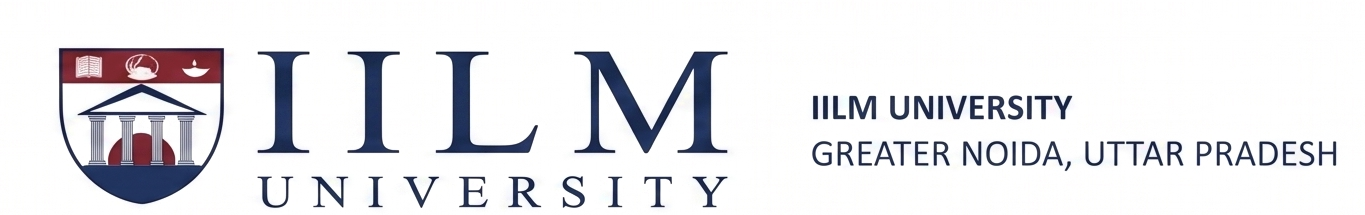 IILM
UNIVERSITY
IILM UNIVERSITY
GREATER NOIDA, UTTAR PRADESH